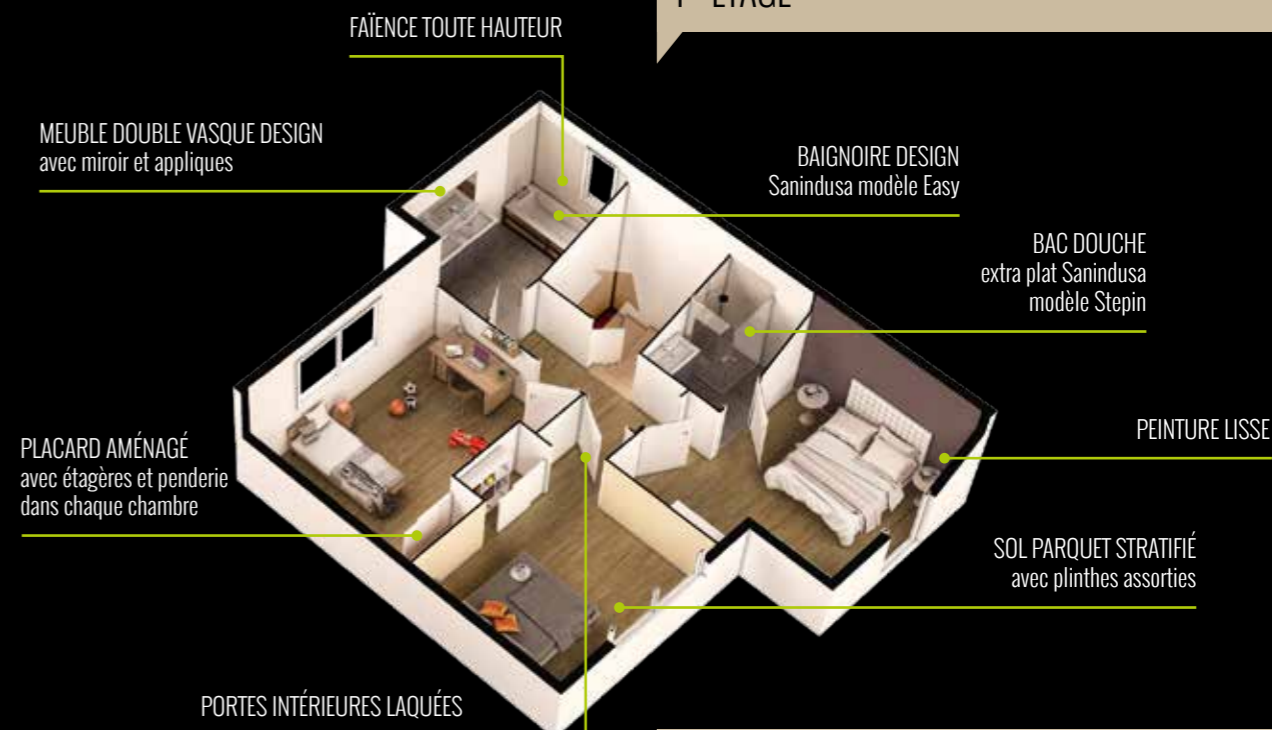 ÉTAGE
FAÏENCE TOUTE HAUTEUR
MEUBLE DOUBLE VASQUE DESIGN
avec miroir et appliques
BAIGNOIRE DESIGN
Sanindusa modèle Easy
BAC DOUCHE
extra plat Sanindusa
modèle Stepin
PEINTURE LISSE
PLACARD AMÉNAGÉ
avec étagères et penderie
dans chaque chambre
SOL PARQUET STRATIFIÉ
avec plinthes assorties
PORTES INTÉRIEURES LAQUÉES